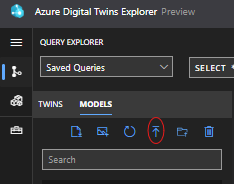 Azure Digital Twins Explorer Preview
QUERY EXPLORER
Saved Queries
SELECT *
TWINS MODELS
Search